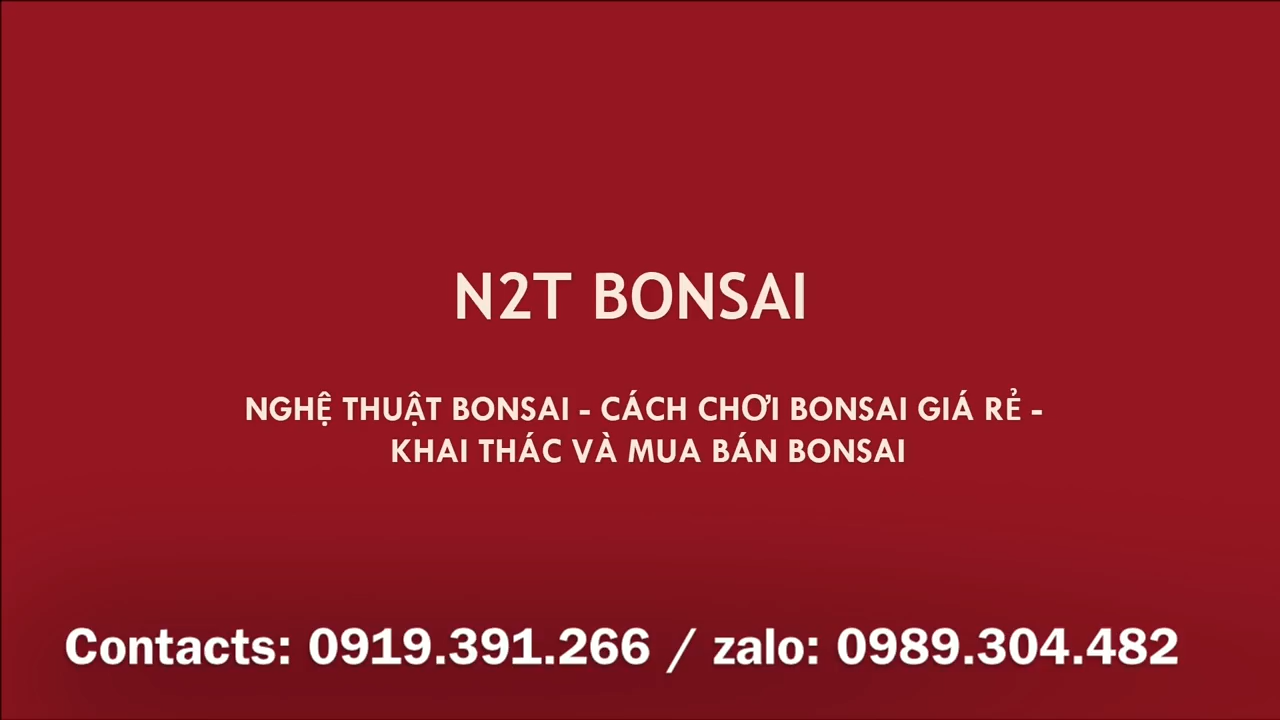 N2T BONSAI
NGHỆ THUẬT BONSAI - CÁCH CHƠI BONSAI GIÁ RẺ -
KHAI THÁC VÀ MUA BÁN BONSAI
Contacts: 0919.391.266 / zalo: 0989.304.482